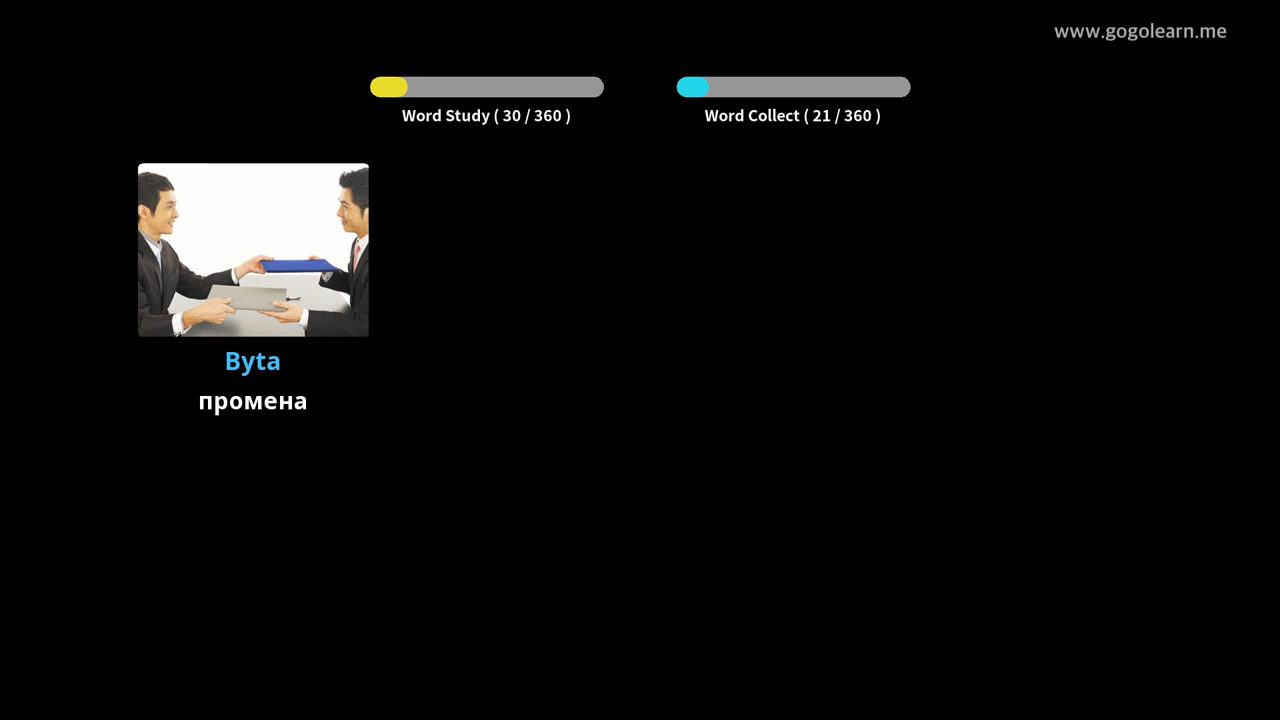 www.gogolearn.me
Word Study ( 30 / 360 )
Word Collect ( 21 / 360 )
Byta
промена